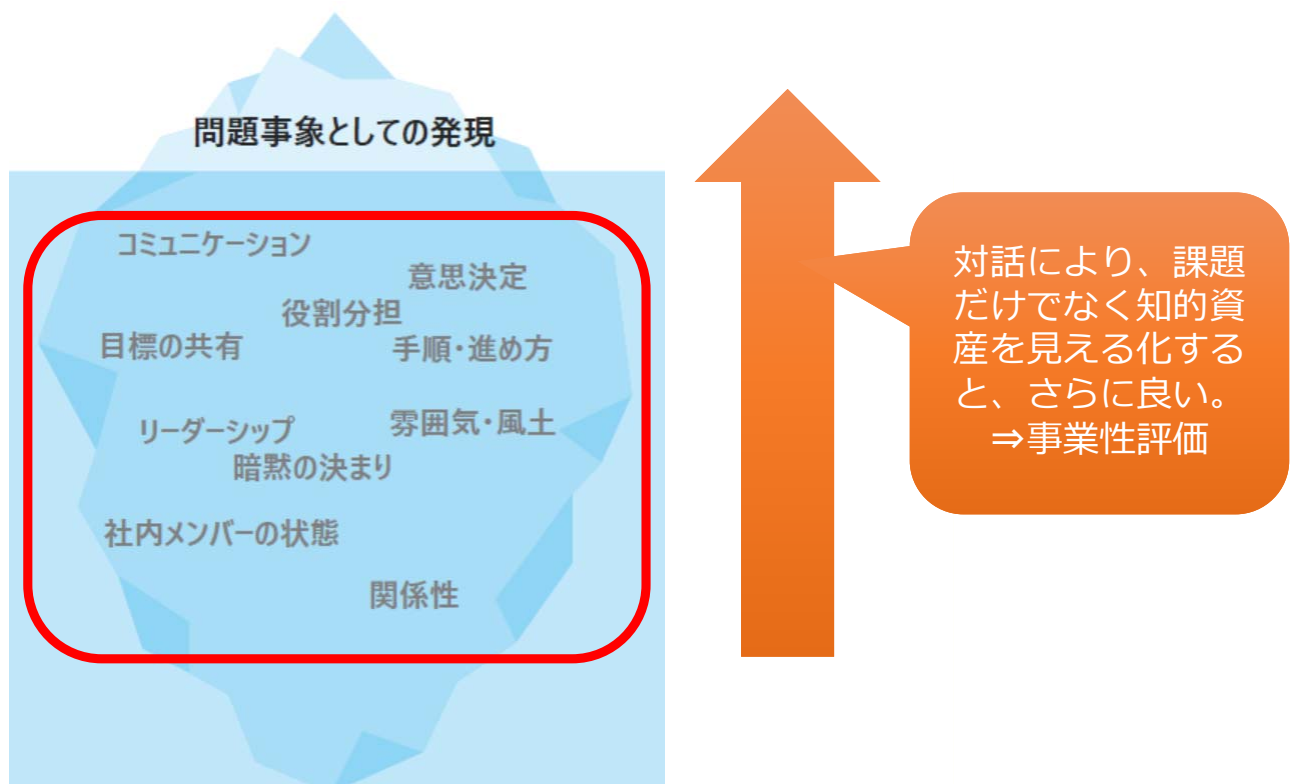 問題事象としての発現
コミュニケーション
意思決定
役割分担
目標の共有
手順・進め方
リーダーシップ
雰囲気・風土
暗黙の決まり
社内メンバーの状態
関係性
対話により、課題
だけでなく知的資
産を見える化する
と、さらに良い。
⇒事業性評価